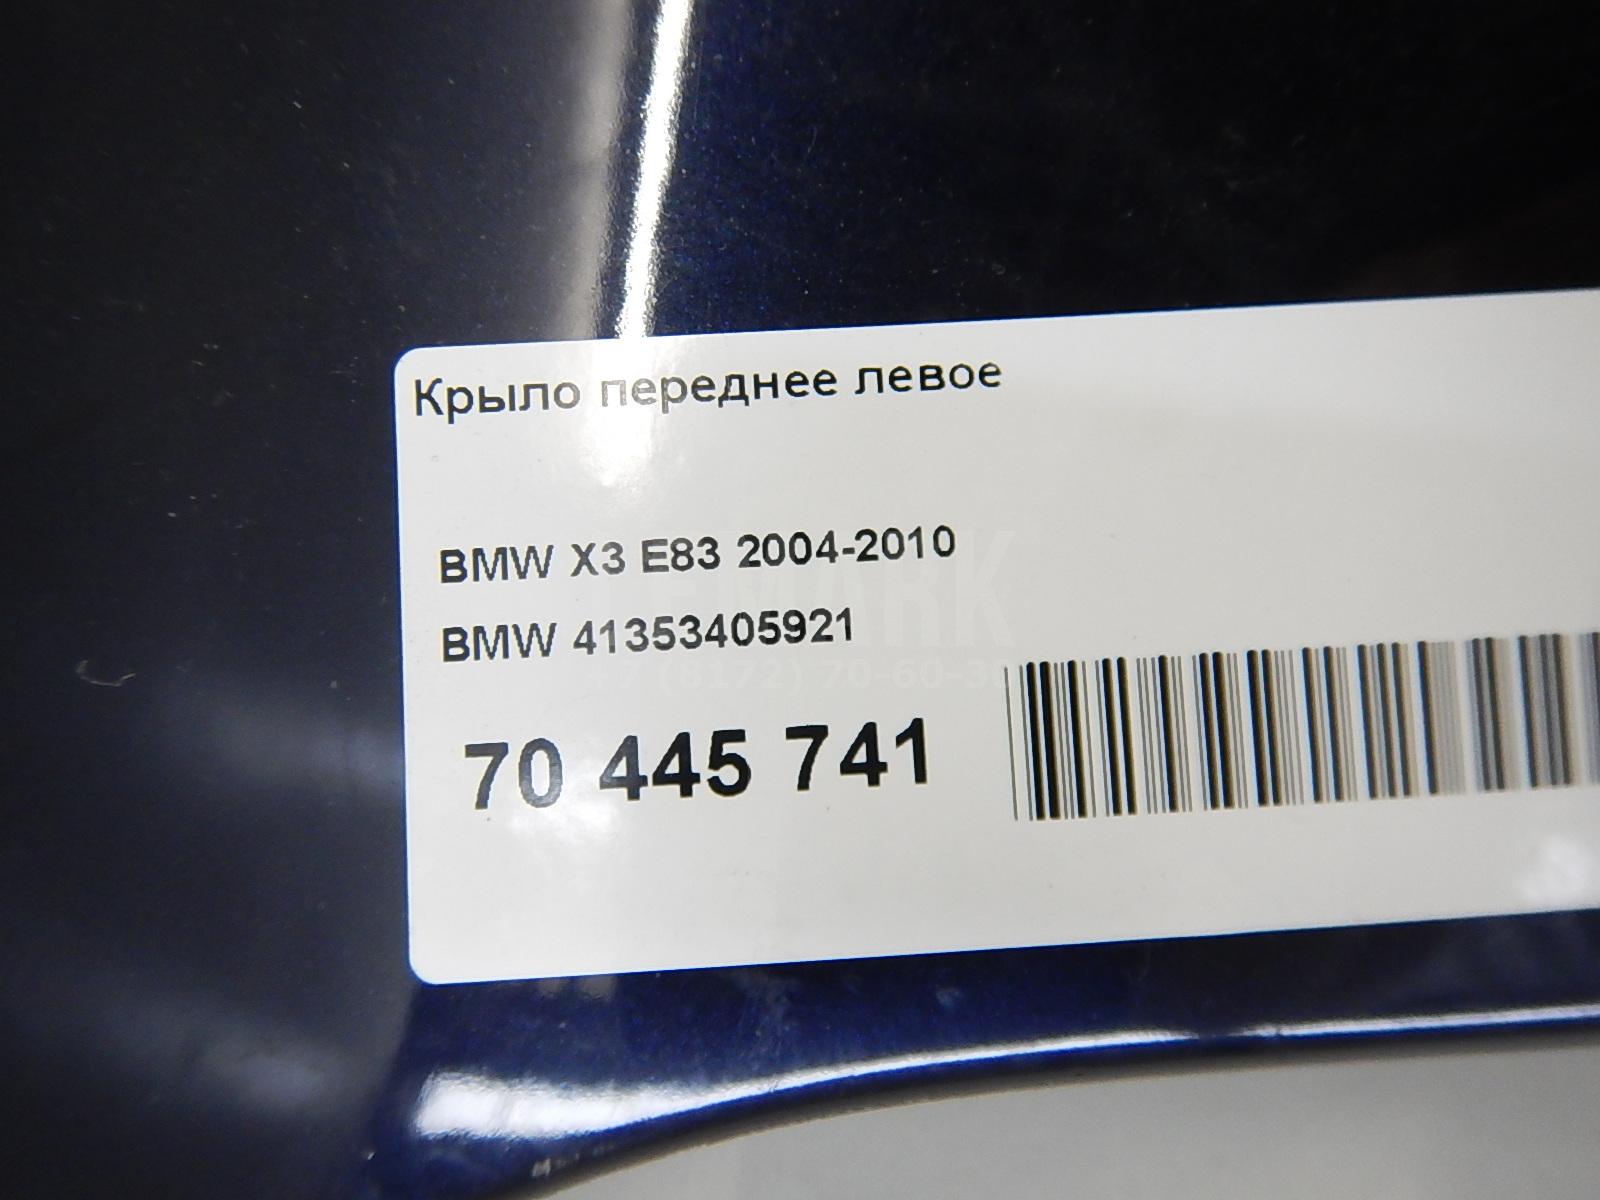 Крыло переднее левое
BMW X3 E83 2004-2010
BMW 41353405921
70 445 741